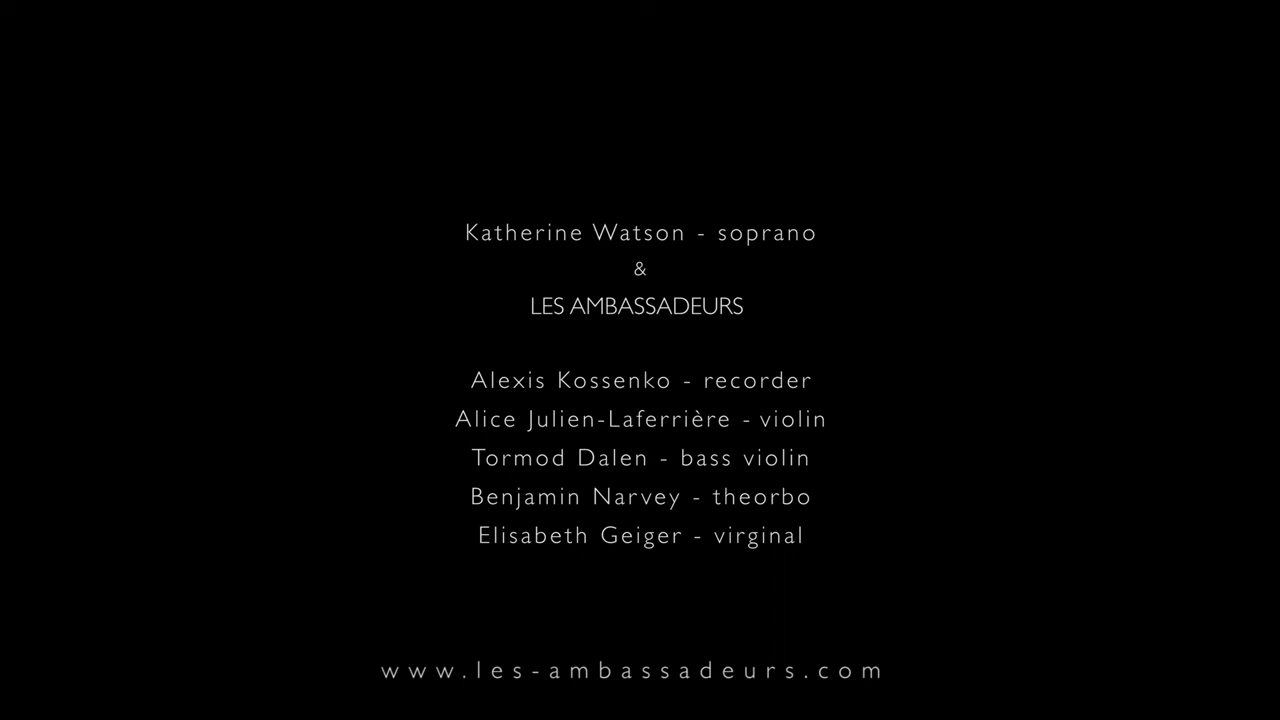 Katherine Watson - soprano
&
LES AMBASSADEURS
Alexis Kossenko - recorder
Alice Julien-Laferrière - violin
Tormod Dalen - bass violin
Benjamin Narvey - theorbo
Elisabeth Geiger - virginal
www.les-ambassadeurs.com